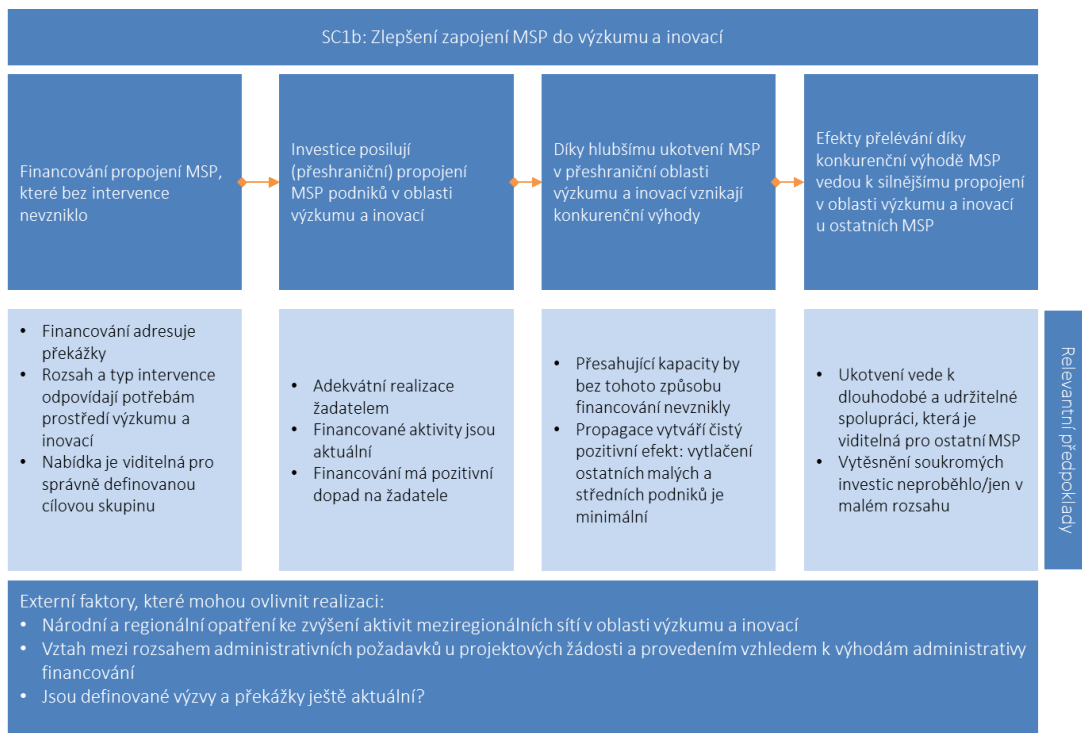 SC1b: Zlepšení zapojení MSP do výzkumu a inovací
Financování propojení MSP,
které bez intervence
nevzniklo
Investice posilují
(přeshraniční) propojení
MSP podniků v oblasti
výzkumu a inovací
Díky hlubšímu ukotvení MSP
v přeshraniční oblasti
výzkumu a inovací vznikají
konkurenční výhody
Efekty přelévání díky
konkurenční výhodě MSP
vedou k silnějšímu propojení
v oblasti výzkumu a inovací
u ostatních MSP
• Financování adresuje
překážky
• Rozsah a typ intervence
odpovídají potřebám
prostředí výzkumu a
inovací
• Nabídka je viditelná pro
správně definovanou
cílovou skupinu
• Adekvátní realizace
žadatelem
• Financované aktivity jsou
aktuální
• Financování má pozitivní
dopad na žadatele
• Přesahující kapacity by
bez tohoto způsobu
financování nevznikly
• Propagace vytváří čistý
pozitivní efekt: vytlačení
ostatních malých a
středních podniků je
minimální
• Ukotvení vede k
dlouhodobé a udržitelné
spolupráci, která je
viditelná pro ostatní MSP
• Vytěsnění soukromých
investic neproběhlo/jen v
malém rozsahu
Relevantní předpoklady
Externí faktory, které mohou ovlivnit realizaci:
• Národní a regionální opatření ke zvýšení aktivit meziregionálních sítí v oblasti výzkumu a inovací
• Vztah mezi rozsahem administrativních požadavků u projektových žádosti a provedením vzhledem k výhodám administrativy
financování
• Jsou definované výzvy a překážky ještě aktuální?